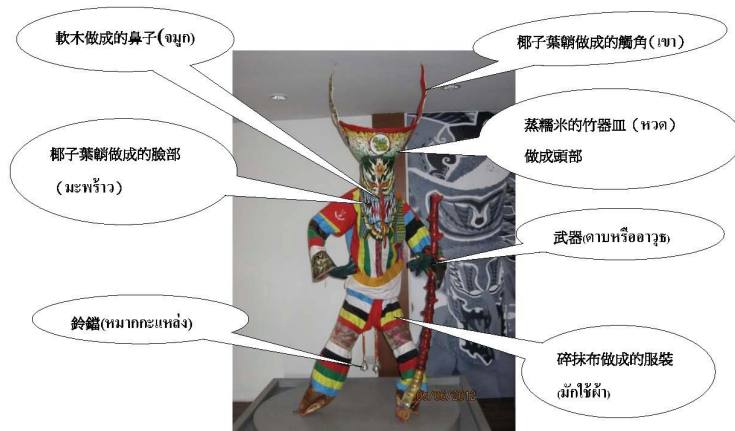 軟木做成的鼻子(จมูก)
椰子葉鞘做成的觸角(เขา)
蒸糯米的竹器皿(หวด)
做成頭部
椰子葉鞘做成的臉部
(มะพร้าว)
武器(ดาบหรืออาวุธ)
鈴鐺(หมากกะแหล่ง)
碎抹布做成的服裝
(มักใช้ผ้า)
05/06/2012